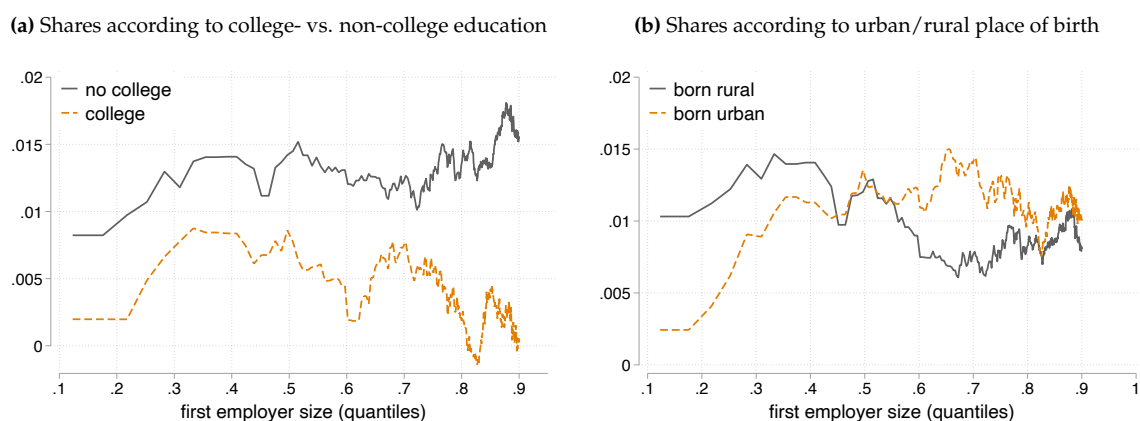 (a) Shares according to college- vs. non-college education
.02
.015
.01
.005
0
no college
college
.1 .2 .3 .4 .5 .6 .7 .8 .9
first employer size (quantiles)
(b) Shares according to urban/rural place of birth
.02
.015
.01
.005
0
born rural
born urban
.1 .2 .3 .4 .5 .6 .7 .8 .9 1
first employer size (quantiles)